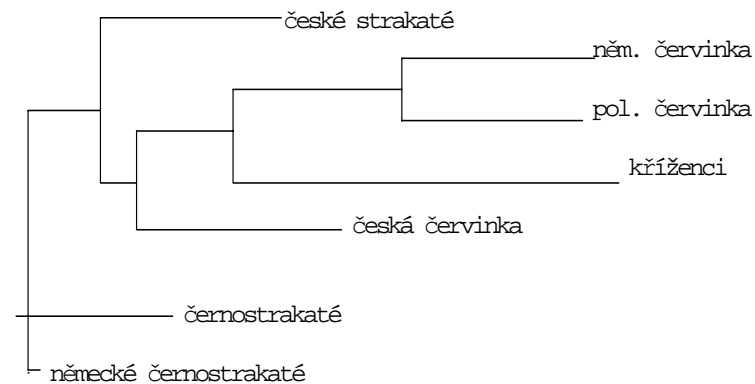 české strakaté
něm. červinka
pol. červinka
kříženci
česká červinka
černostrakaté
německé černostrakaté